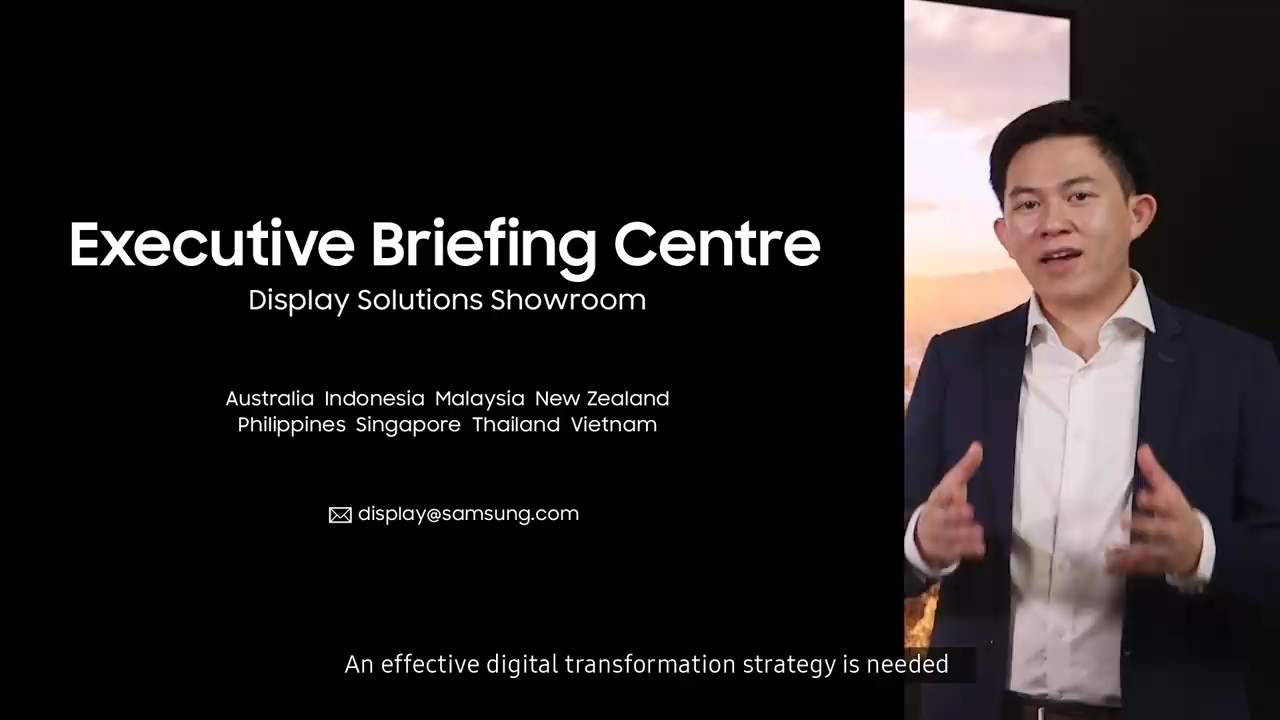 Executive Briefing Centre
Display Solutions Showroom
Australia Indonesia Malaysia New Zealand
Philippines Singapore Thailand Vietnam
display@samsung.com
An effective digital transformation strategy is needed